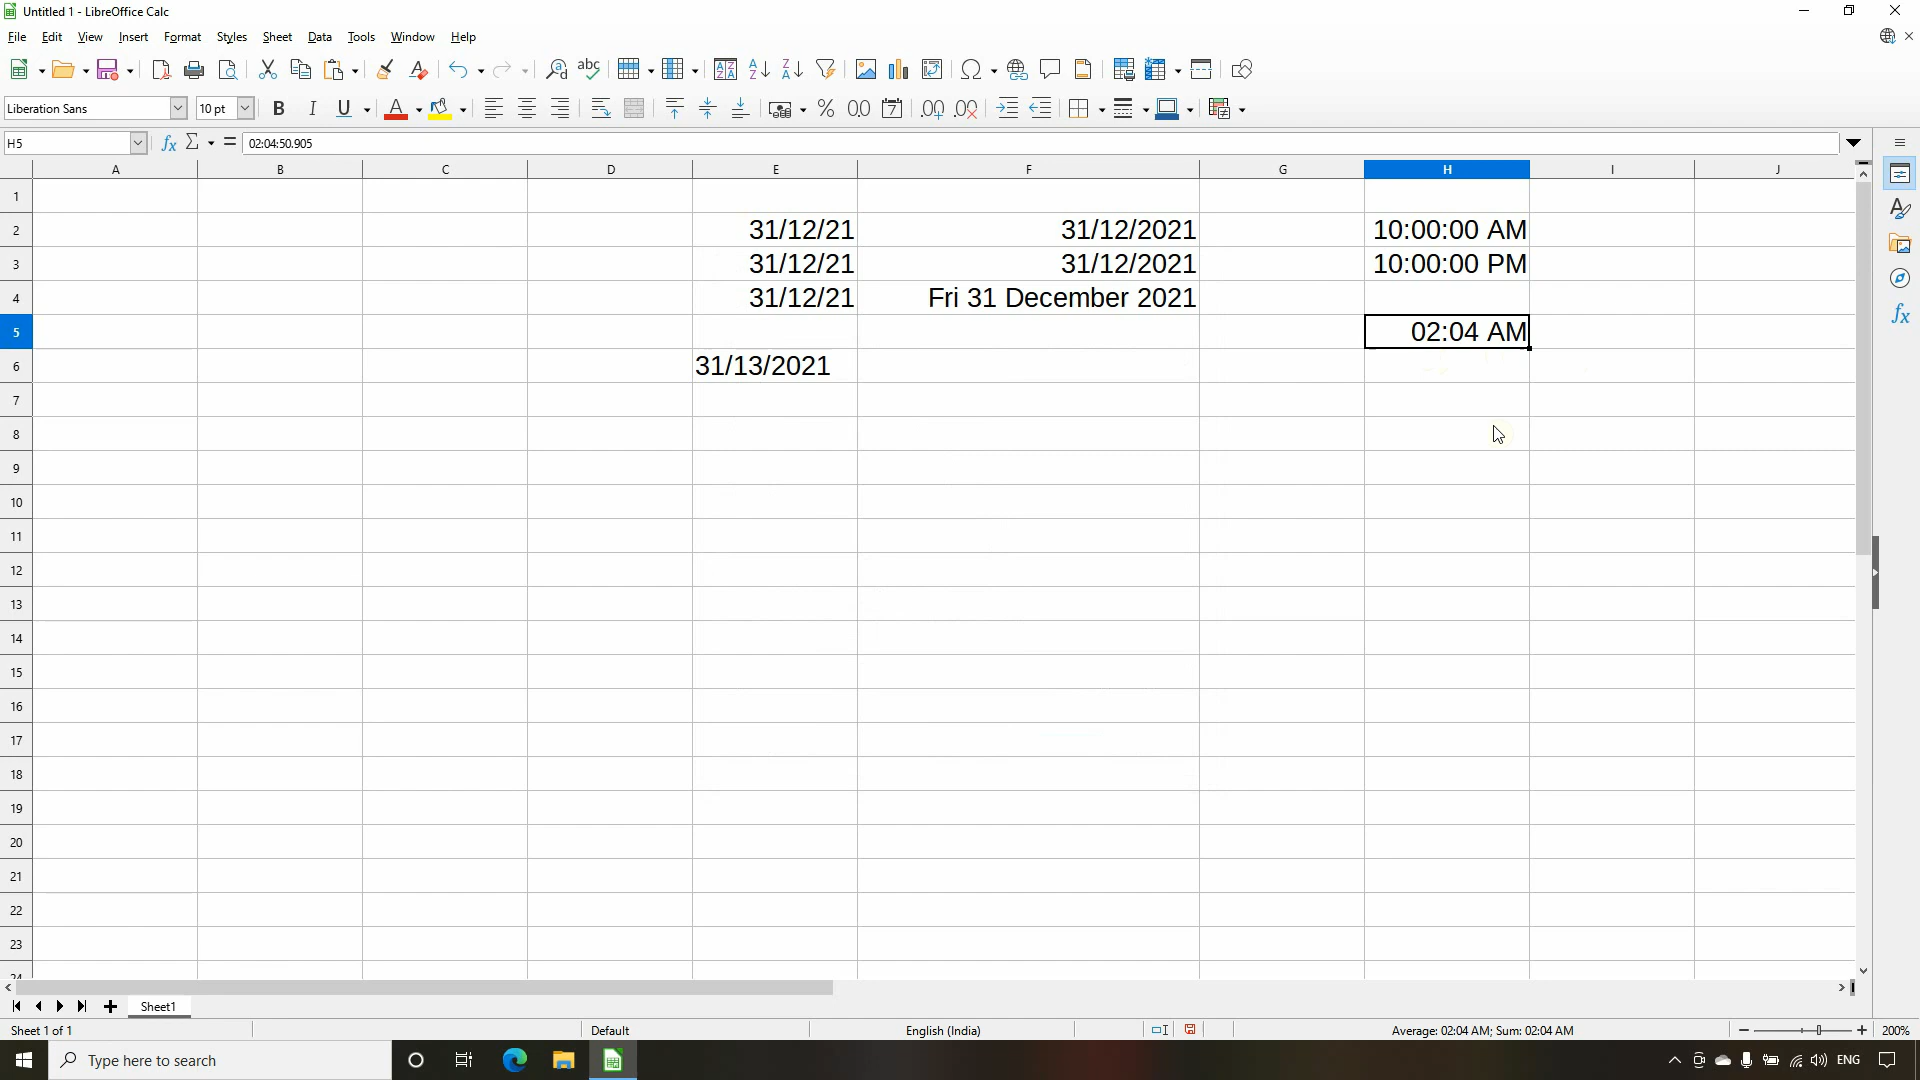 Untitled 1 - LibreOffice Calc
File Edit View Insert Format Styles Sheet Data Tools Window Help
Liberation Sans 10 pt
H5 02:04:50.905
A B C D E F G H I J
1
2 31/12/21 31/12/2021 10:00:00 AM
3 31/12/21 31/12/2021 10:00:00 PM
4 31/12/21 Fri 31 December 2021
5 02:04 AM
6 31/13/2021
7
8
9
10
11
12
13
14
15
16
17
18
19
20
21
22
23
24
Sheet1
Sheet 1 of 1 Default English (India) Average: 02:04 AM; Sum: 02:04 AM 200%
Type here to search ENG